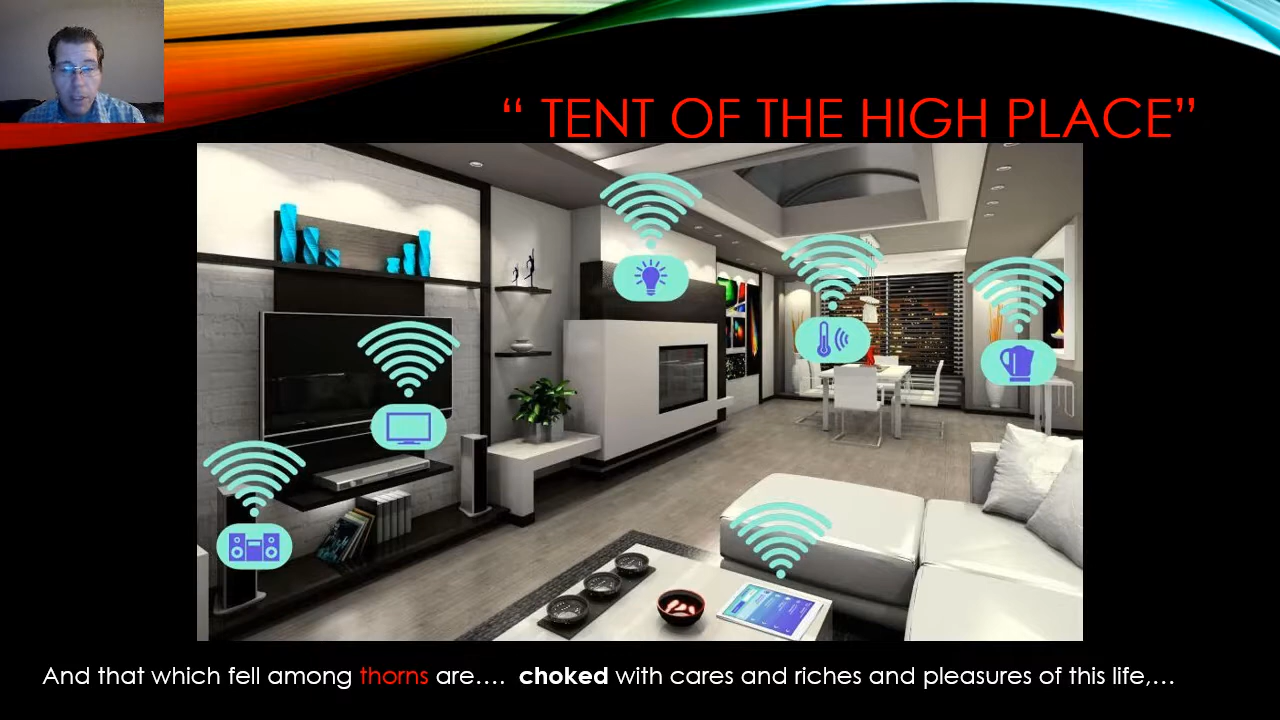 “ TENT OF THE HIGH PLACE”
And that which fell among thorns are.... choked with cares and riches and pleasures of this life,...